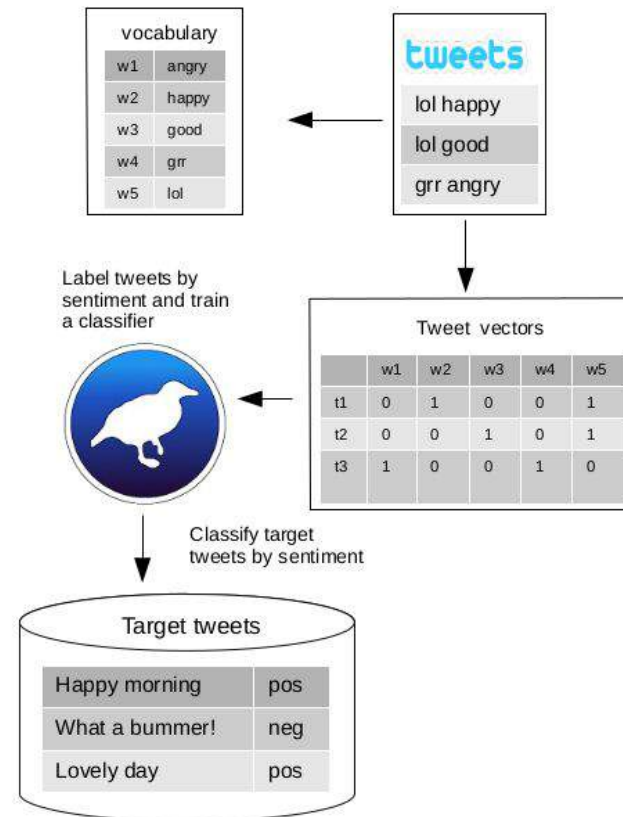 vocabulary
w1 angry
w2 happy
w3 good
w4 grr
w5 lol
tweets
lol happy
lol good
grr angry
Label tweets by
sentiment and train
a classifier
Tweet vectors
w1 w2 w3 w4 w5
t1 0 1 0 0 1
t2 0 0 1 0 1
t3 1 0 0 1 0
Classify target
tweets by sentiment
Target tweets
Happy morning pos
What a bummer! neg
Lovely day pos